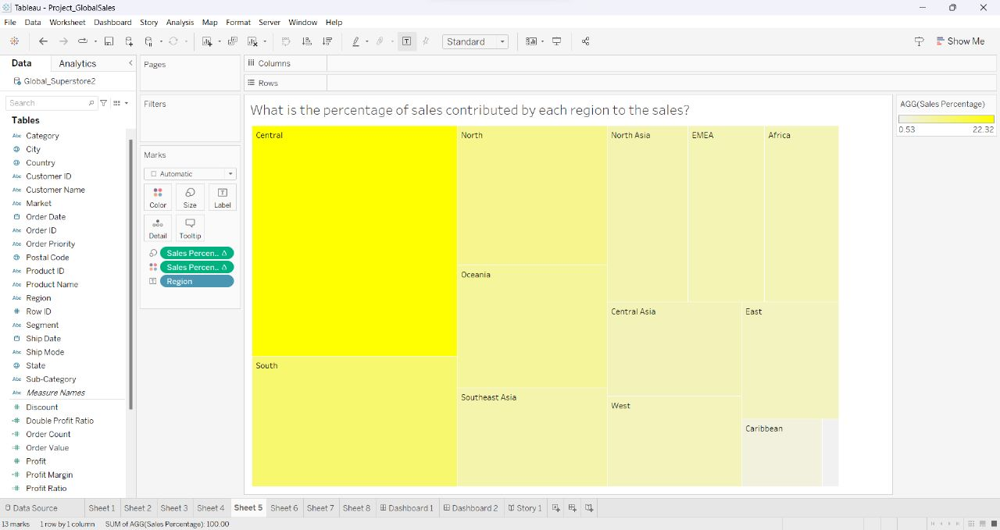 Tableau - Project_GlobalSales
File Data Worksheet Dashboard Story Analysis Map Format Server Window Help
Standard
Show Me
Data Analytics
Global_Superstore2
Search
Tables
Category
City
Country
Customer ID
Customer Name
Market
Order Date
Order ID
Order Priority
Postal Code
Product ID
Product Name
Region
Row ID
Segment
Ship Date
Ship Mode
State
Sub-Category
Measure Names
Discount
Double Profit Ratio
Order Count
Order Value
Profit
Profit Margin
Profit Ratio
Pages
Filters
Marks
Automatic
Color Size Label
Detail Tooltip
Sales Percen..
Sales Percen..
Region
Columns
Rows
What is the percentage of sales contributed by each region to the sales?
Central
South
North
Oceania
Southeast Asia
North Asia
EMEA
Africa
Central Asia
East
West
Caribbean
AGG(Sales Percentage)
0.53 22.32
Data Source Sheet 1 Sheet 2 Sheet 3 Sheet 4 Sheet 5 Sheet 6 Sheet 7 Sheet 8 Dashboard 1 Dashboard 2 Story 1
13 marks 1 row by 1 column SUM of AGG(Sales Percentage): 100.00